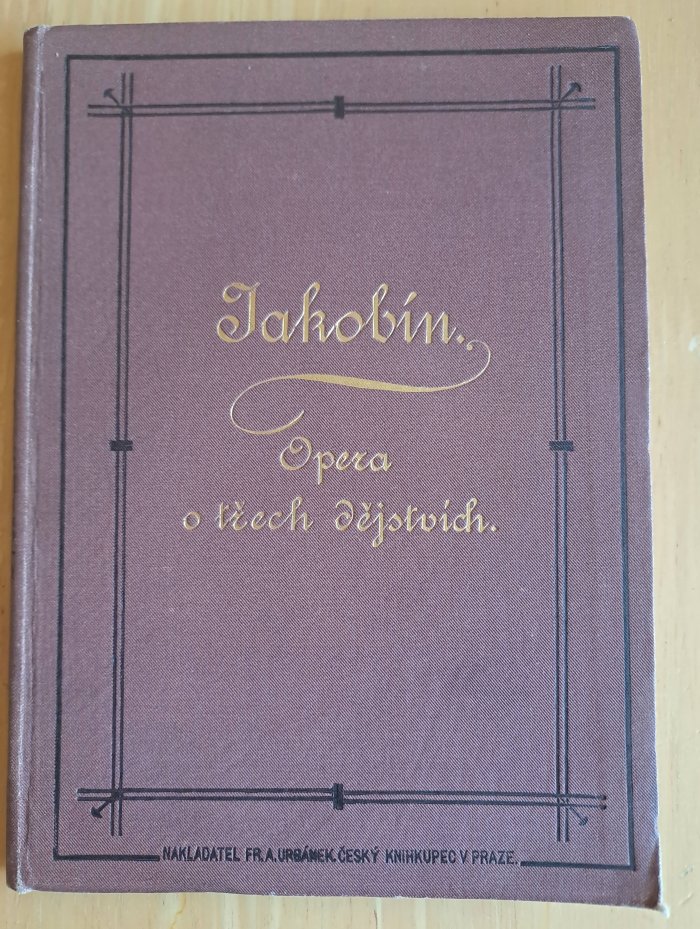 Jakobín.
Opera
o třech dějstvích.
NAKLADATEL FR. A. URBÁNEK. ČESKÝ KNIHKUPEC V PRAZE.